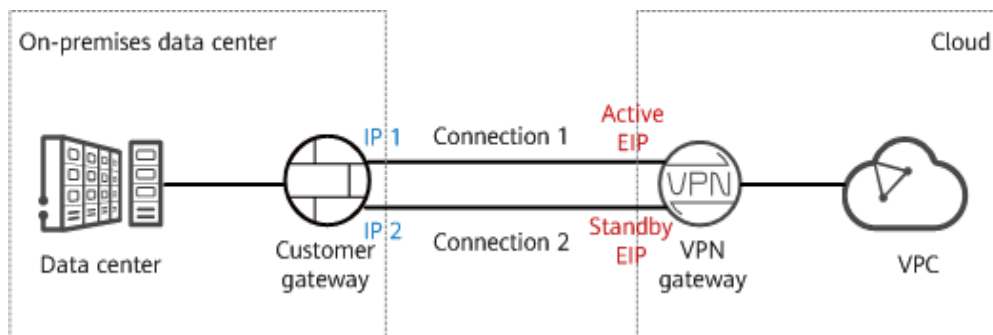 On-premises data center
Cloud
Active
EIP
IP 1
Connection 1
VPN
IP 2
Connection 2
Standby
EIP
Data center
Customer
gateway
VPN
gateway
VPC